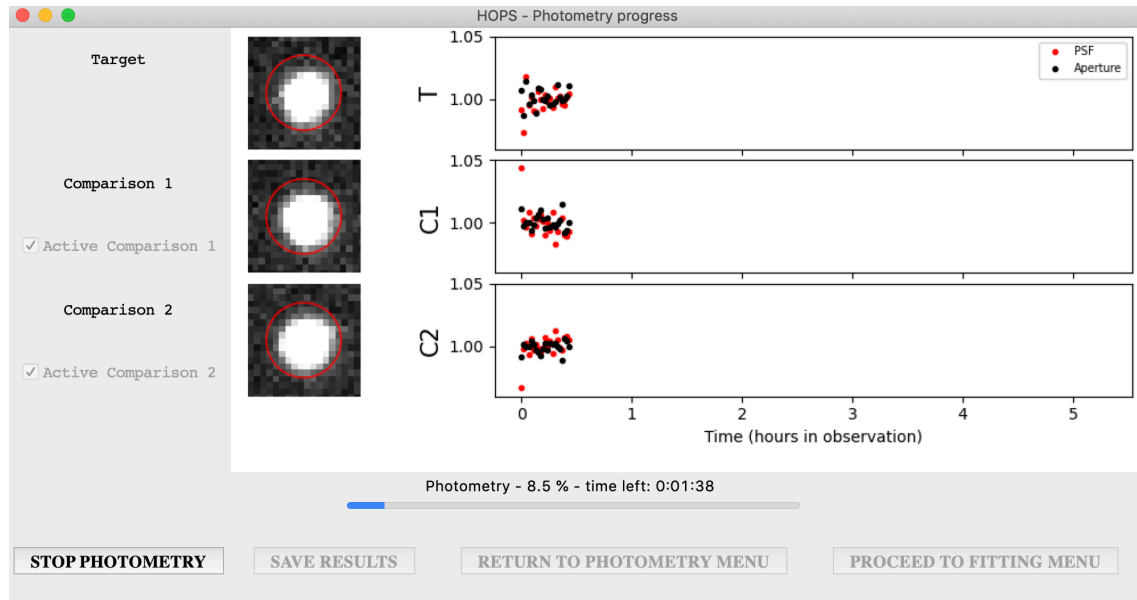 HOPS - Photometry progress
Target
Comparison 1
Active Comparison 1
Comparison 2
Active Comparison 2
1.05
1.00
T
PSF
Aperture
1.05
1.00
C1
1.05
1.00
C2
0 1 2 3 4 5
Time (hours in observation)
Photometry - 8.5 % - time left: 0:01:38
STOP PHOTOMETRY SAVE RESULTS RETURN TO PHOTOMETRY MENU PROCEED TO FITTING MENU